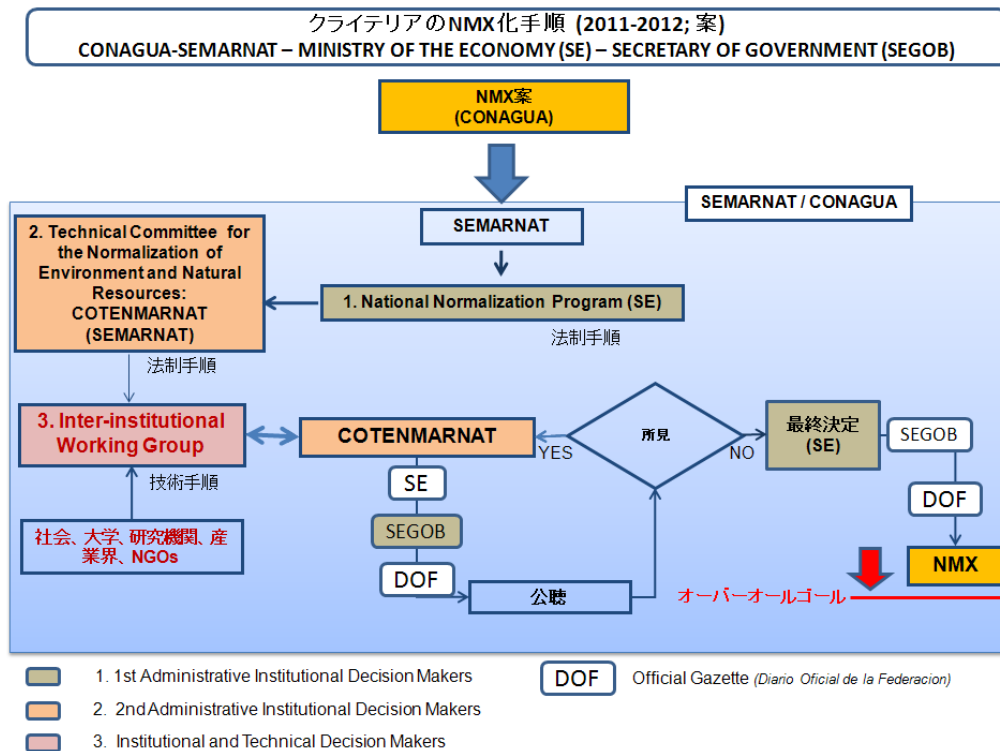 クライテリアのNMX化手順 (2011-2012; 案)
CONAGUA-SEMARNAT – MINISTRY OF THE ECONOMY (SE) – SECRETARY OF GOVERNMENT (SEGOB)
NMX案
(CONAGUA)
SEMARNAT / CONAGUA
SEMARNAT
2. Technical Committee for
the Normalization of
Environment and Natural
Resources:
COTENMARNAT
(SEMARNAT)
1. National Normalization Program (SE)
法制手順
法制手順
3. Inter-institutional
Working Group
COTENMARNAT
YES
所見
NO
最終決定
(SE)
SEGOB
DOF
NMX
オーバーオールゴール
技術手順
社会、大学、研究機関、産
業界、NGOs
SE
SEGOB
DOF
公聴
1. 1st Administrative Institutional Decision Makers
DOF
Official Gazette (Diario Oficial de la Federacion)
2. 2nd Administrative Institutional Decision Makers
3. Institutional and Technical Decision Makers